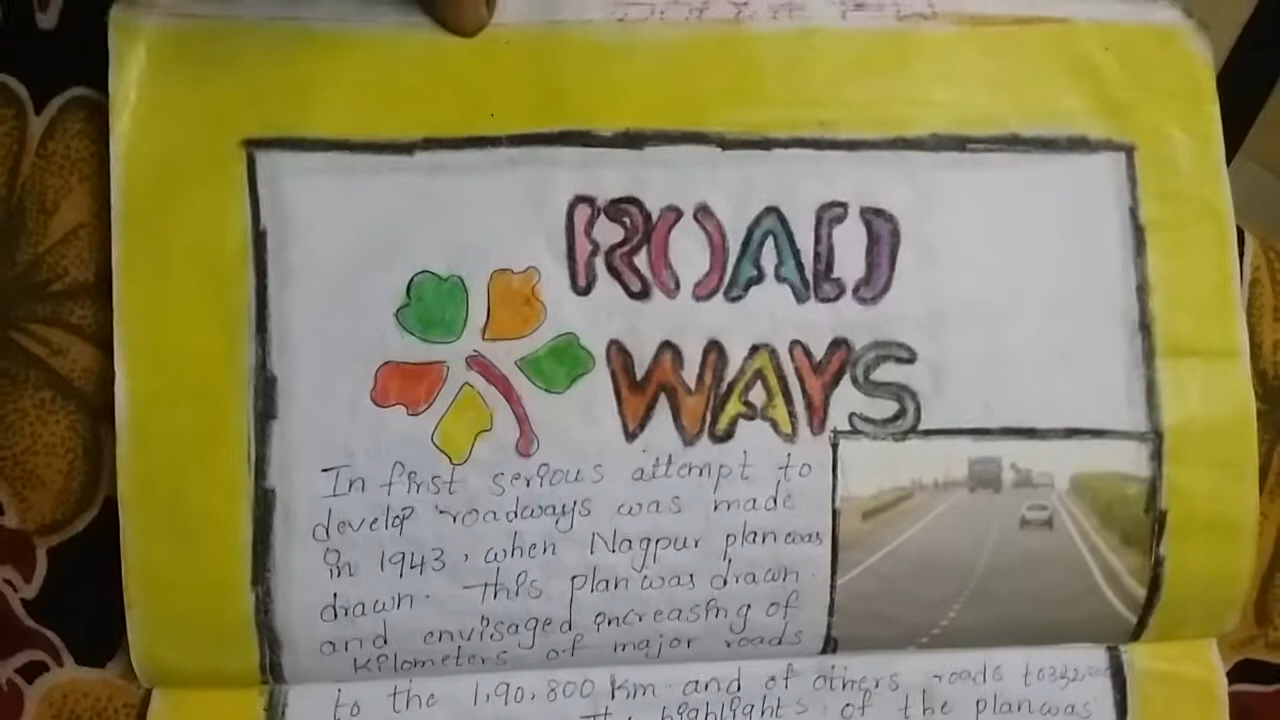 ROAD
WAYS
In first serious attempt to
develop roadways was made
in 1943, when Nagpur plan was
drawn. This plan was drawn.
and envisaged increasing of
kilometers of major roads
to the 1,90,800 km and of others roads to
highlights of the plan was